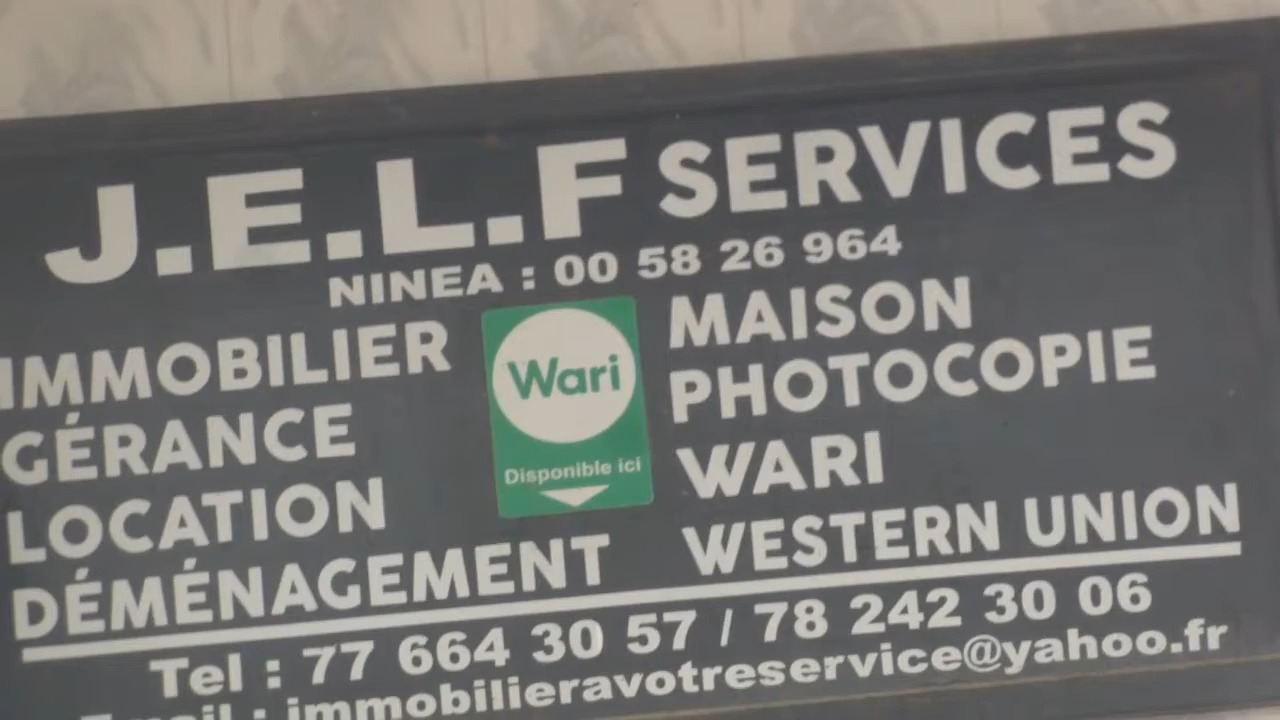 J.E.L.F SERVICES
NINEA : 00 58 26 964
IMMOBILIER
GÉRANCE
LOCATION
DÉMÉNAGEMENT
Wari
Disponible ici
MAISON
PHOTOCOPIE
WARI
WESTERN UNION
Tel : 77 664 30 57 / 78 242 30 06
Email : immobilieravotreservice@yahoo.fr